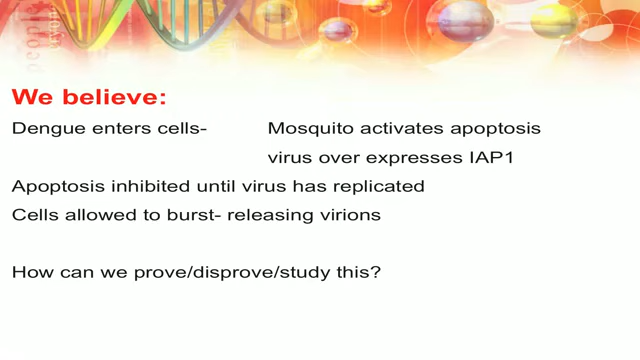 We believe:
Dengue enters cells- Mosquito activates apoptosis
virus over expresses IAP1
Apoptosis inhibited until virus has replicated
Cells allowed to burst- releasing virions
How can we prove/disprove/study this?